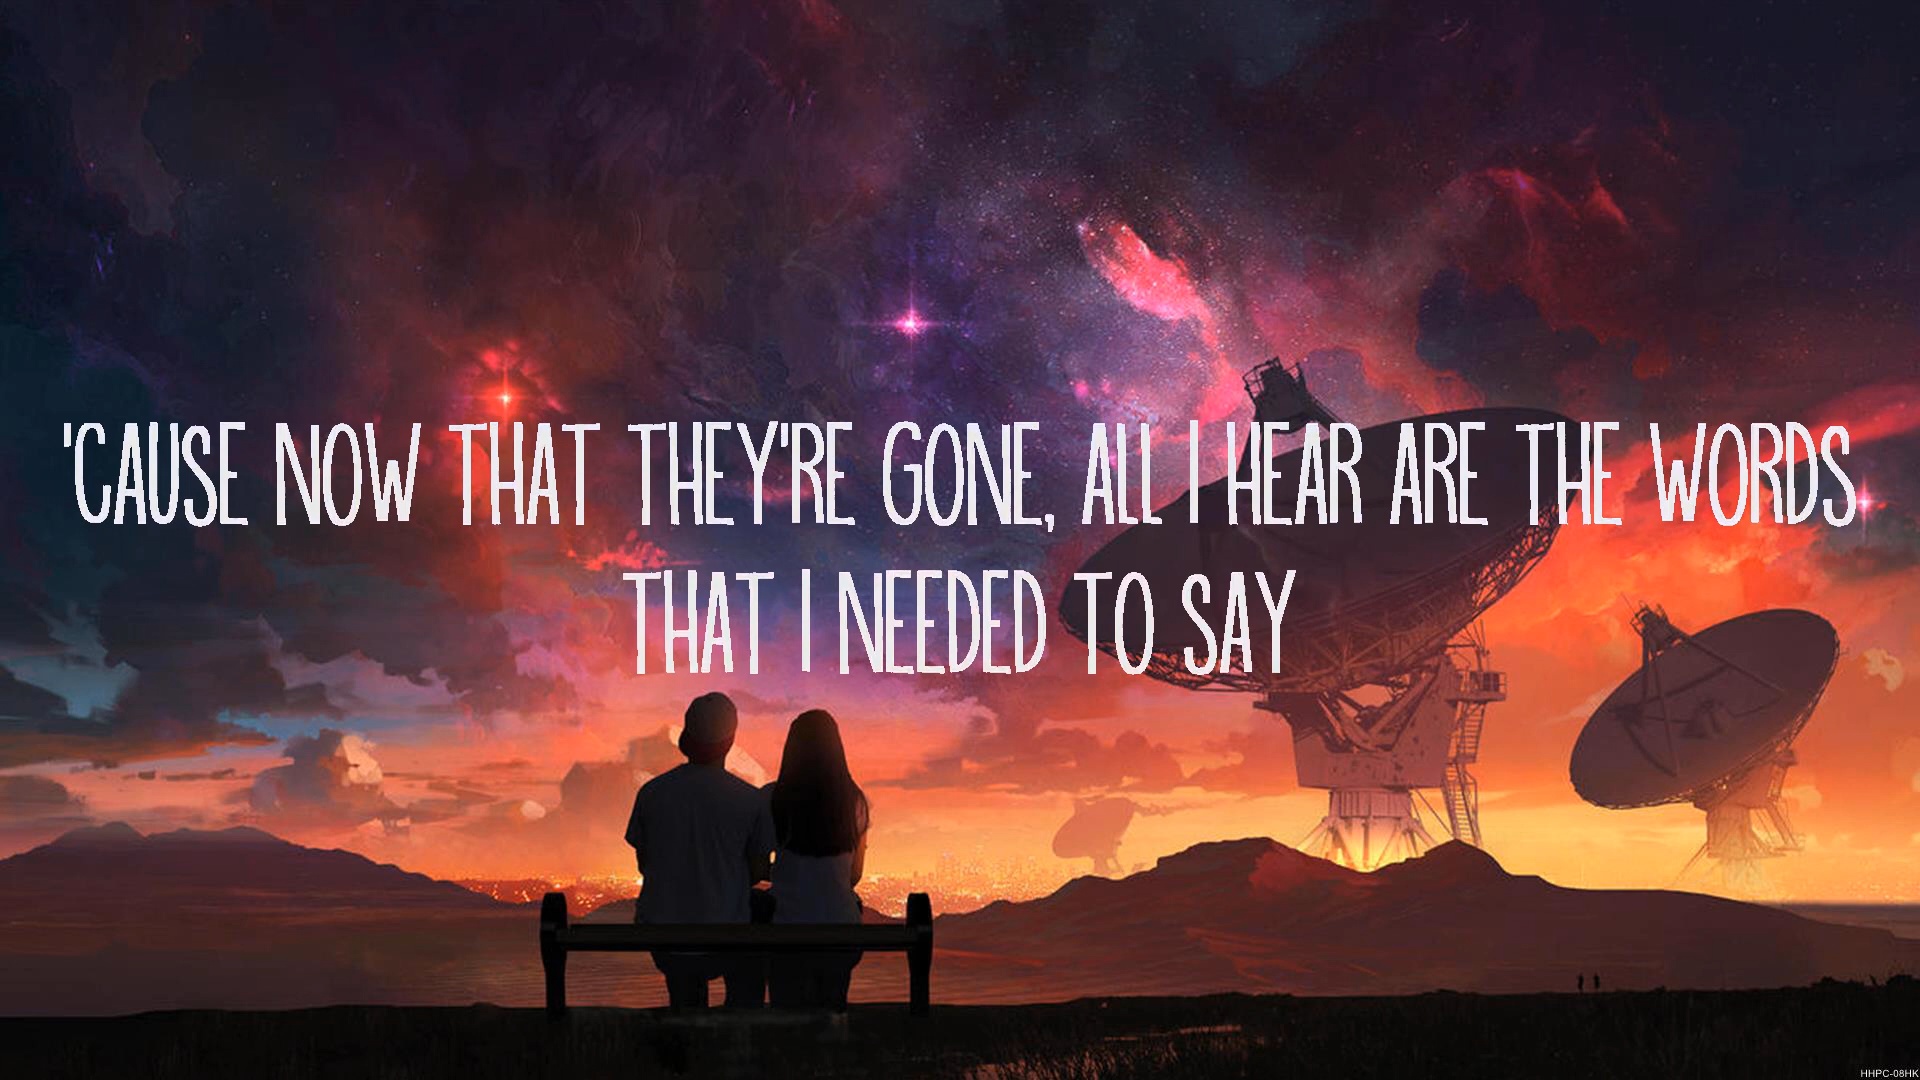 'CAUSE NOW THAT THEY'RE GONE, ALL I HEAR ARE THE WORDS
THAT I NEEDED TO SAY
HHPC-08HK